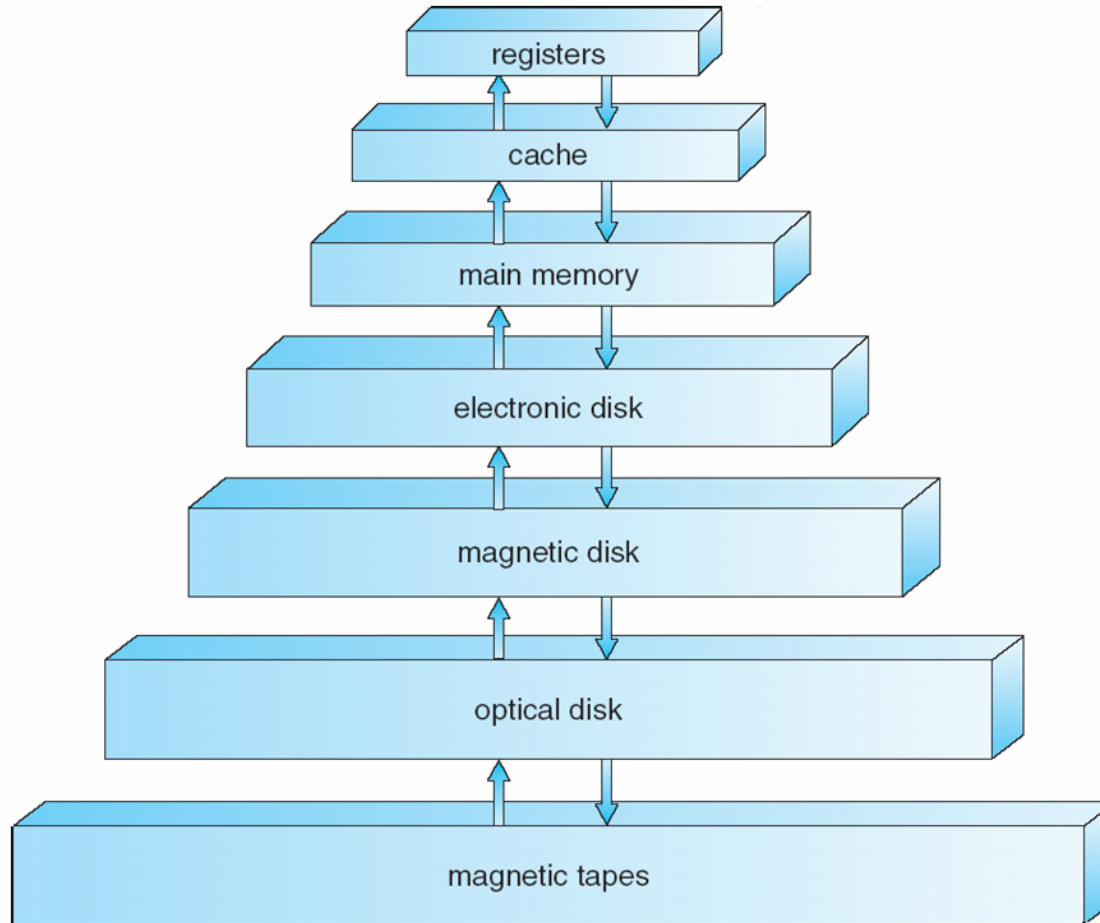 registers
cache
main memory
electronic disk
magnetic disk
optical disk
magnetic tapes